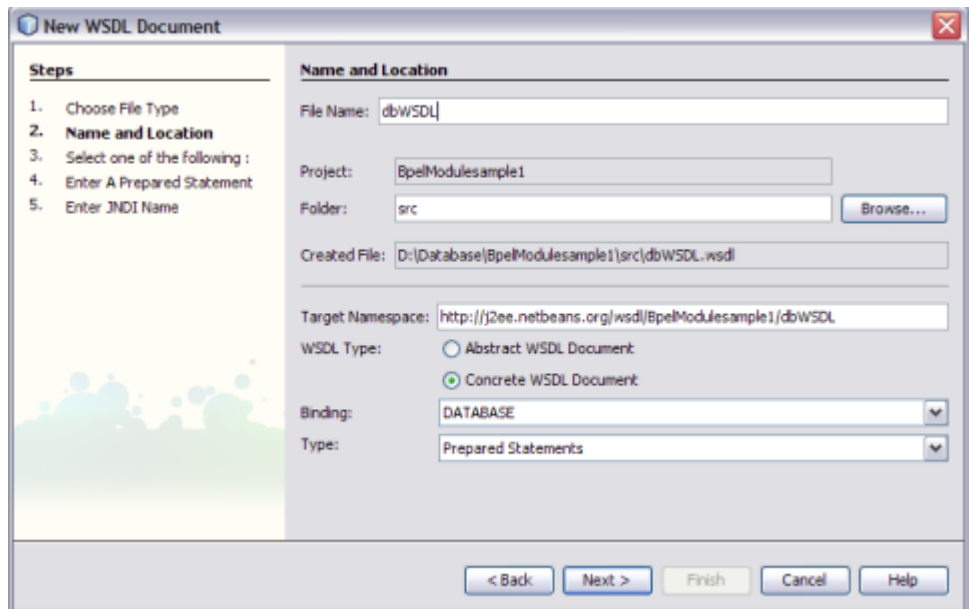 New WSDL Document
Steps
1. Choose File Type
2. Name and Location
3. Select one of the following :
4. Enter A Prepared Statement
5. Enter JNDI Name
Name and Location
File Name: dbWSDL
Project: BpelModulesample1
Folder: src Browse...
Created File: D:\Database\BpelModulesample1\src\dbWSDL.wsdl
Target Namespace: http://j2ee.netbeans.org/wsdl/BpelModulesample1/dbWSDL
WSDL Type: Abstract WSDL Document
Concrete WSDL Document
Binding: DATABASE
Type: Prepared Statements
< Back Next > Finish Cancel Help